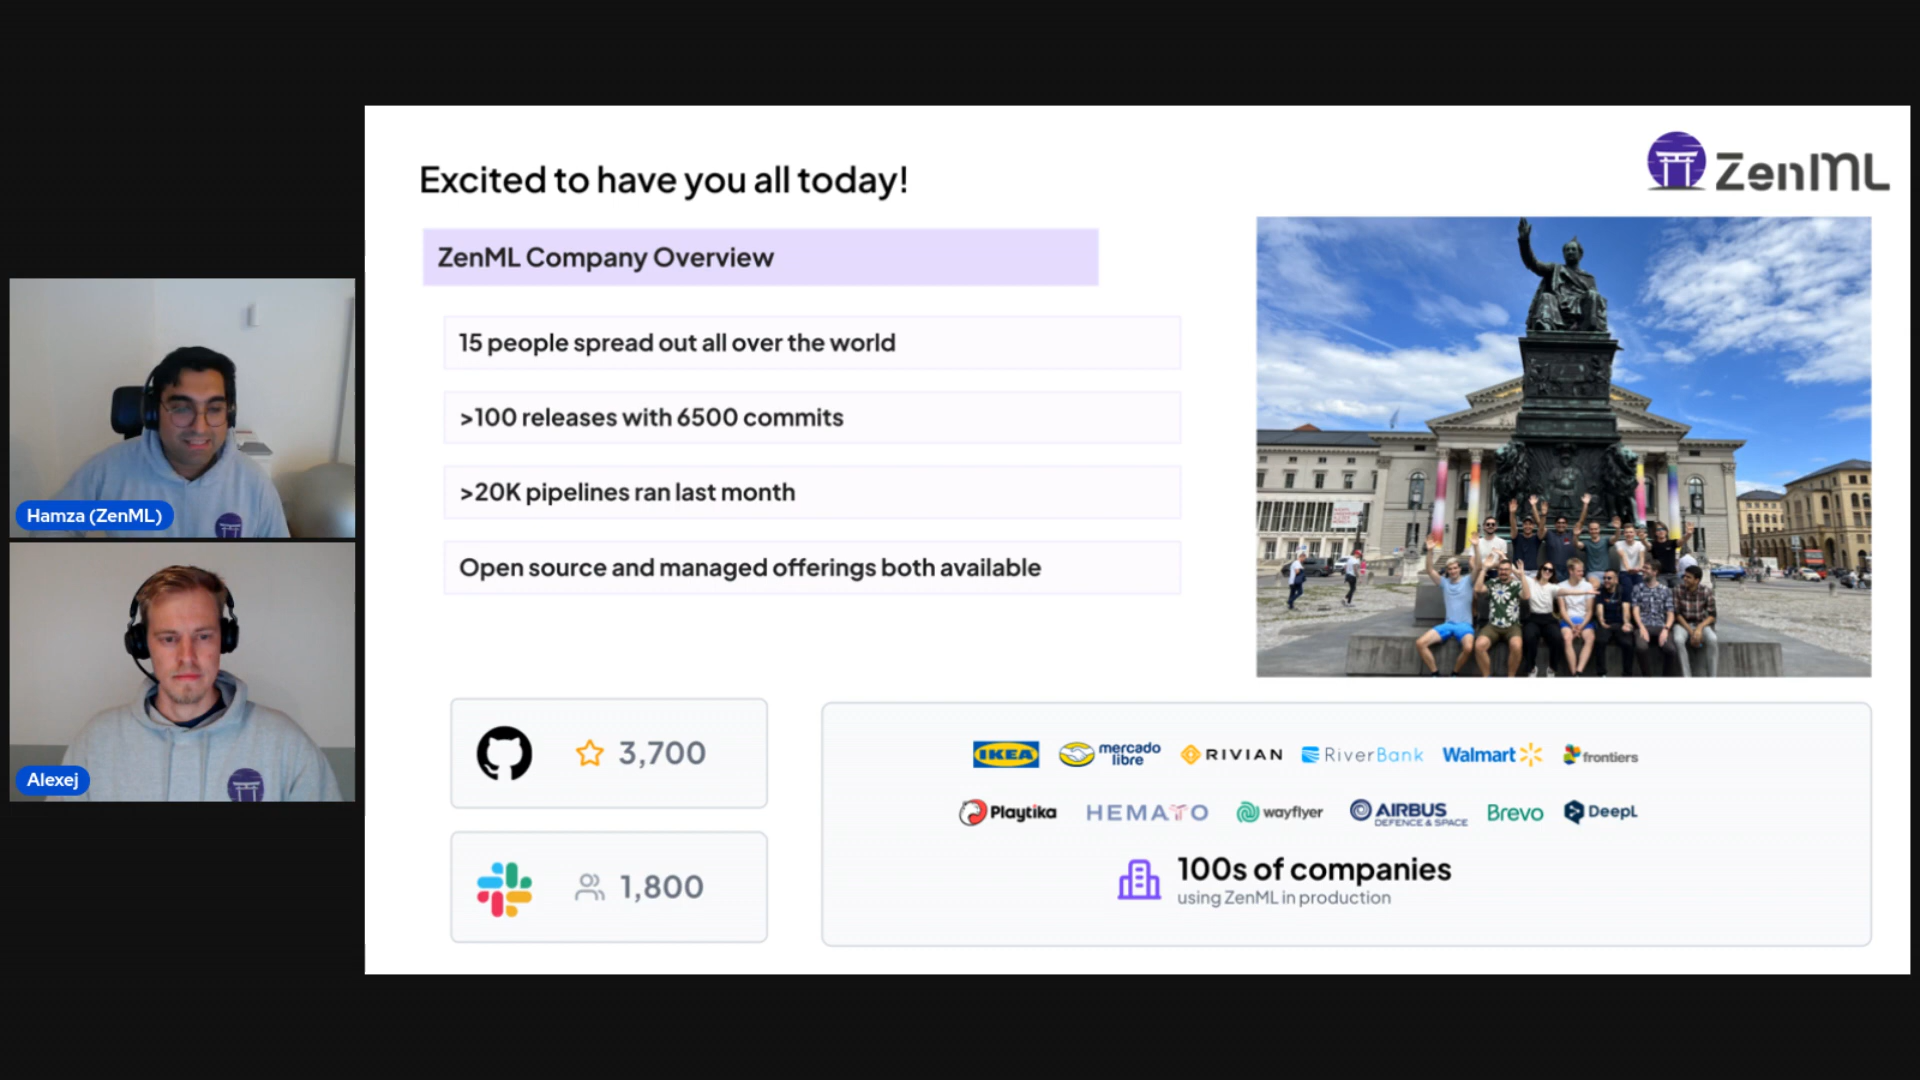 Excited to have you all today!
ZenML
ZenML Company Overview
15 people spread out all over the world
>100 releases with 6500 commits
>20K pipelines ran last month
Open source and managed offerings both available
Hamza (ZenML)
Alexej
3,700
1,800
IKEA mercado libre RIVIAN RiverBank Walmart frontiers
Playtika HEMATO wayflyer AIRBUS DEFENCE & SPACE Brevo DeepL
100s of companies
using ZenML in production